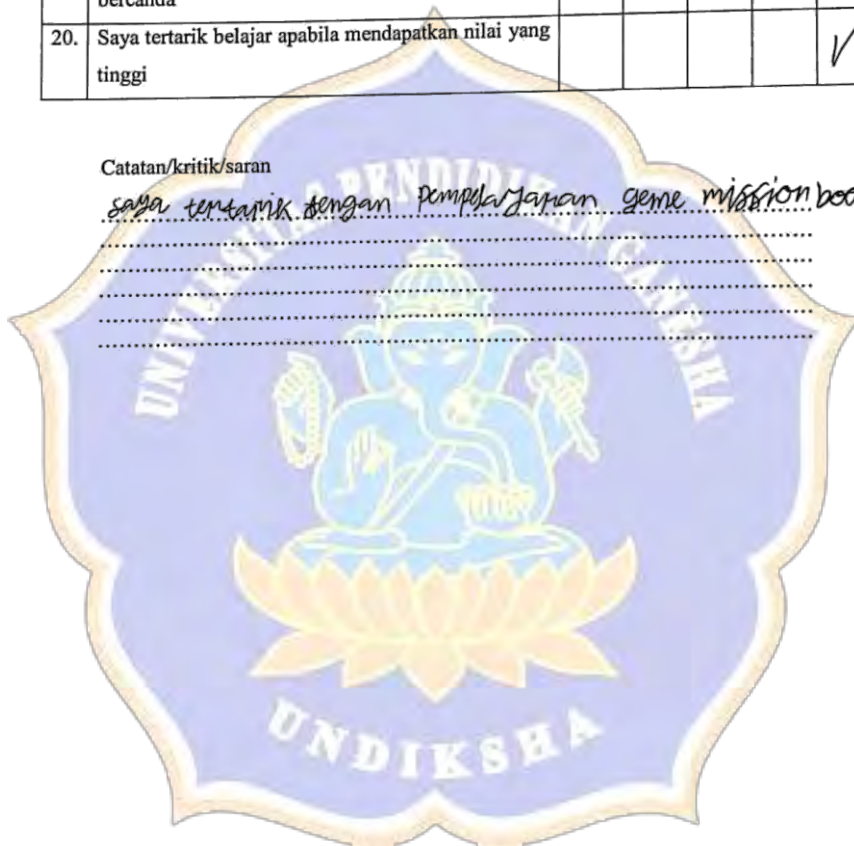 bercanda
20. Saya tertarik belajar apabila mendapatkan nilai yang
tinggi
Catatan/kritik/saran
saya tertarik dengan pempelajaran geme mission boo
UNIVERSITAS PENDIDIKAN GANESHA
UNDIKSHA